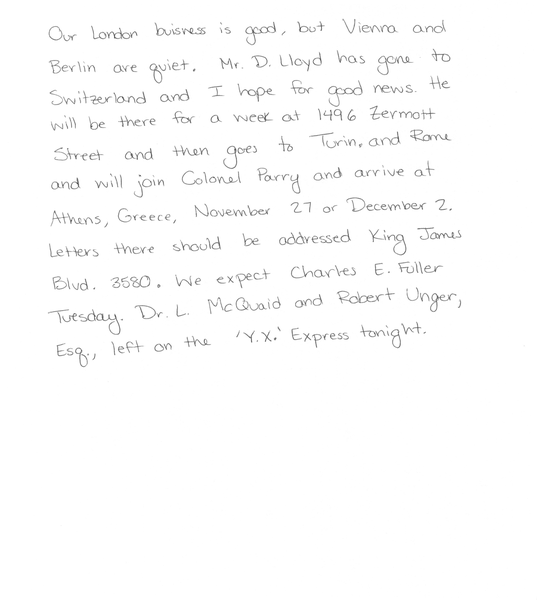 Our London buisness is good, but Vienna and
Berlin are quiet. Mr. D. Lloyd has gone to
Switzerland and I hope for good news. He
will be there for a week at 1496 Zermott
Street and then goes to Turin. and Rome
and will join Colonel Parry and arrive at
Athens, Greece, November 27 or December 2.
Letters there should be addressed King James
Blvd. 3580. We expect Charles E. Fuller
Tuesday. Dr. L. McQuaid and Robert Unger,
Esq., left on the 'Y.X.' Express tonight.